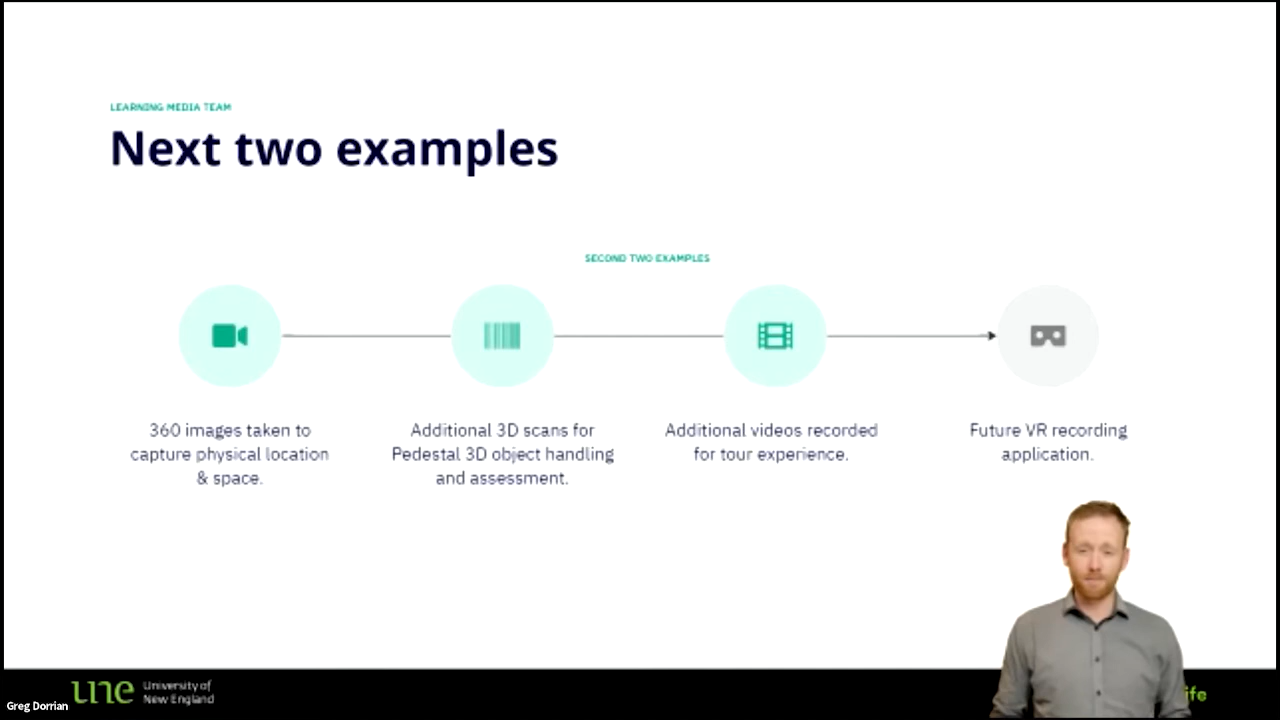 LEARNING MEDIA TEAM
Next two examples
SECOND TWO EXAMPLES
360 images taken to
capture physical location
& space.
Additional 3D scans for
Pedestal 3D object handling
and assessment.
Additional videos recorded
for tour experience.
Future VR recording
application.
une
University of
New England
Greg Dorrian